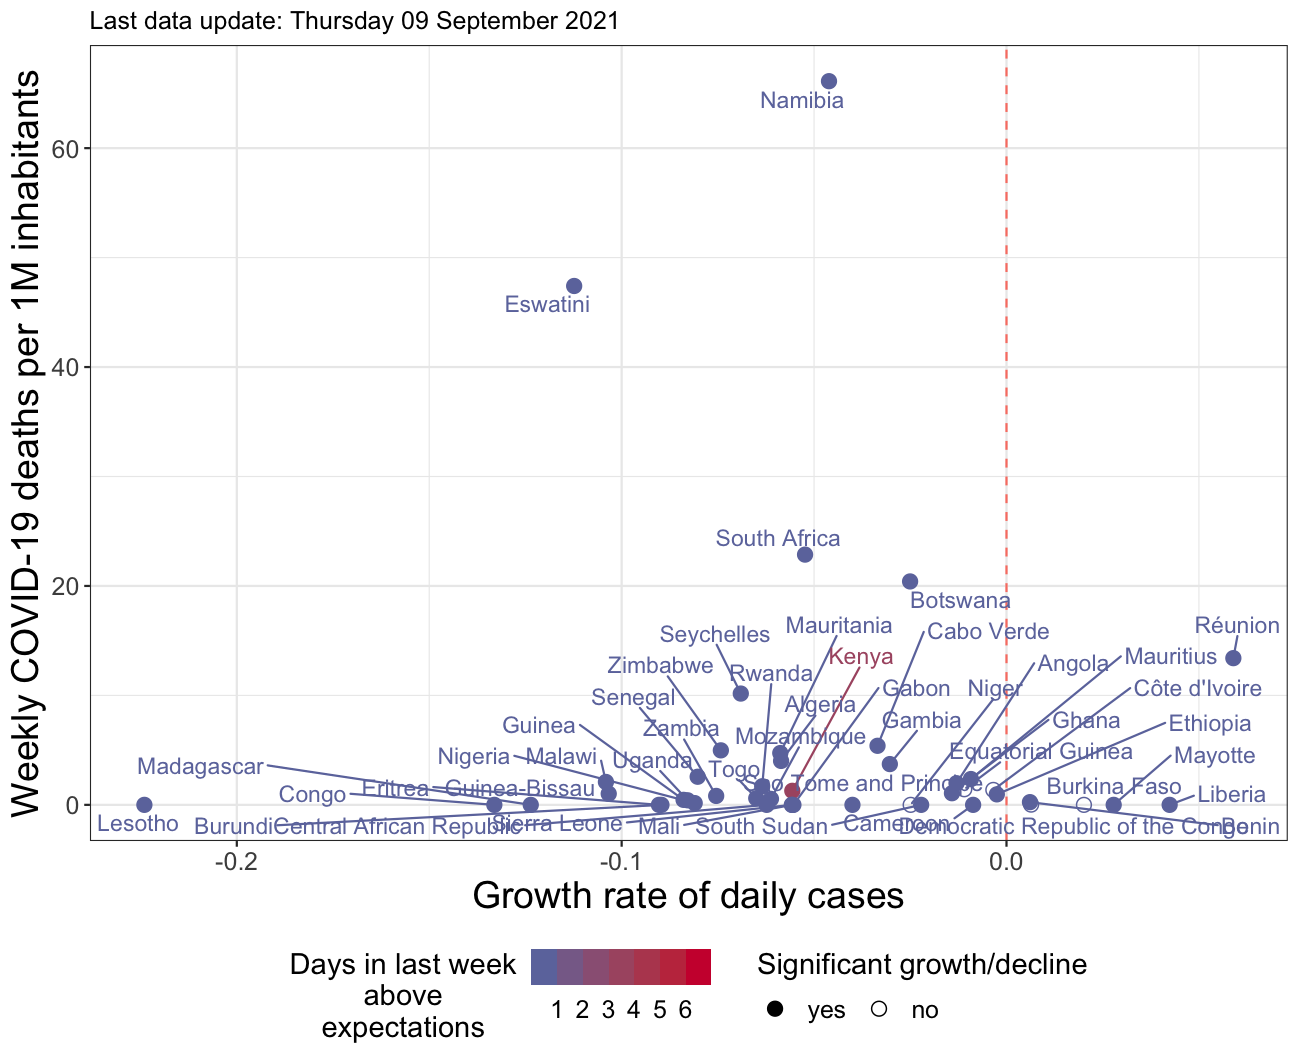 Last data update: Thursday 09 September 2021
Weekly COVID-19 deaths per 1M inhabitants
60
40
20
0
Namibia
Eswatini
South Africa
Botswana
Réunion
Mauritania
Cabo Verde
Seychelles
Kenya
Mauritius
Zimbabwe
Angola
Rwanda
Gabon
Niger
Côte d'Ivoire
Senegal
Algeria
Guinea
Zambia
Gambia
Ghana
Ethiopia
Mozambique
Nigeria
Malawi
Uganda
Equatorial Guinea
Mayotte
Madagascar
Togo
Sao Tome and Principe
Congo
Eritrea
Guinea-Bissau
Burkina Faso
Liberia
Lesotho
Burundi
Central African Republic
Sierra Leone
Mali
South Sudan
Cameroon
Democratic Republic of the Congo
Benin
-0.2
-0.1
0.0
Growth rate of daily cases
Days in last week
above
expectations
1 2 3 4 5 6
Significant growth/decline
yes
no